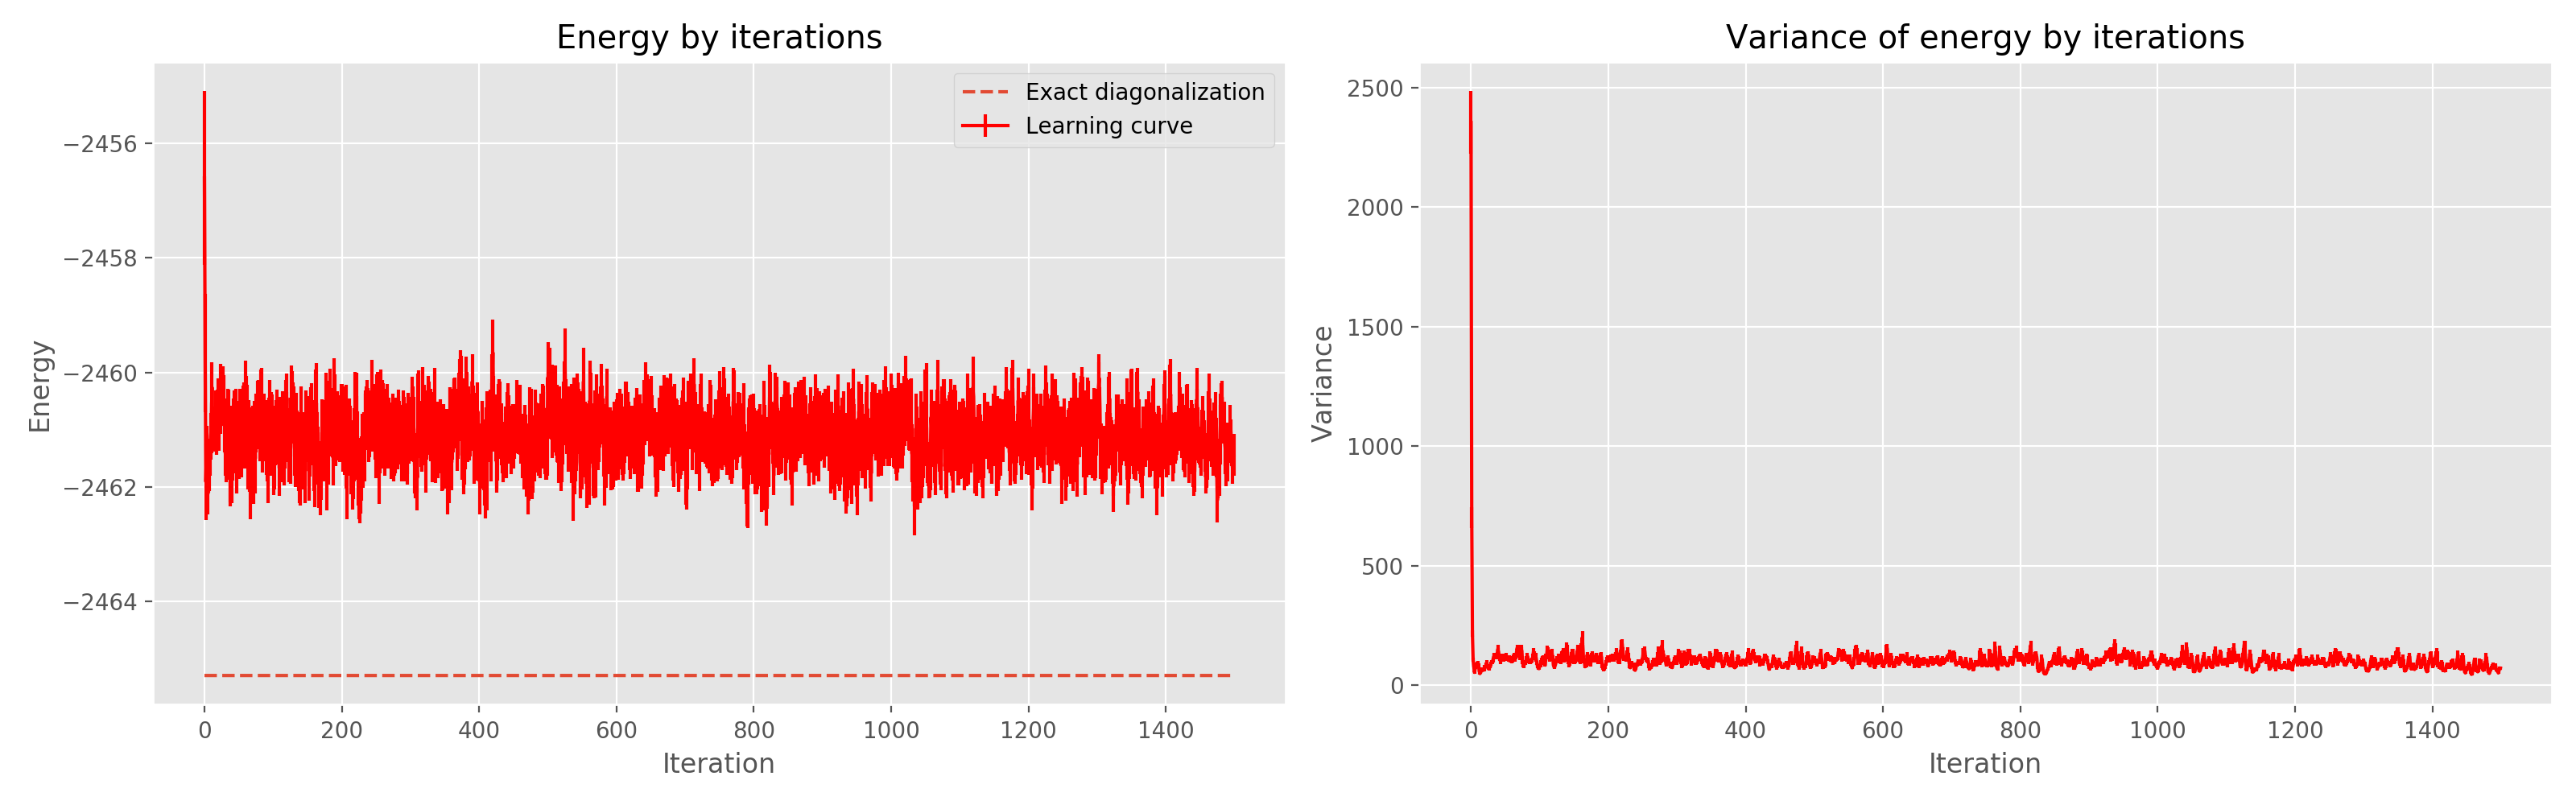 Energy by iterations
Exact diagonalization
Learning curve
−2456
−2458
−2460
−2462
−2464
Energy
0 200 400 600 800 1000 1200 1400
Iteration
Variance of energy by iterations
2500
2000
1500
1000
500
0
Variance
0 200 400 600 800 1000 1200 1400
Iteration